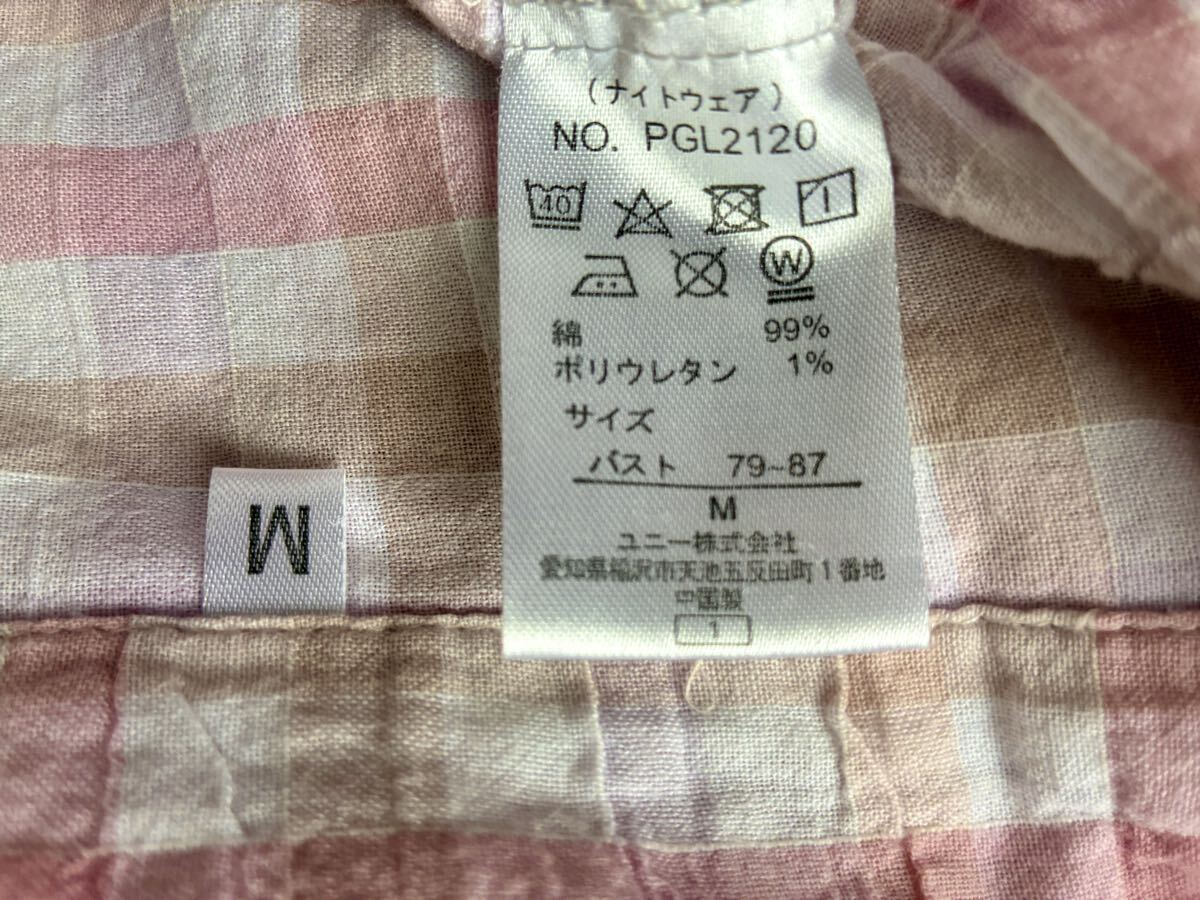 (ナイトウェア)
NO. PGL2120
40
W
綿 99%
ポリウレタン 1%
サイズ
バスト 79~87
M
ユニー株式会社
愛知県稲沢市天池五反田町1番地
中国製
1
M